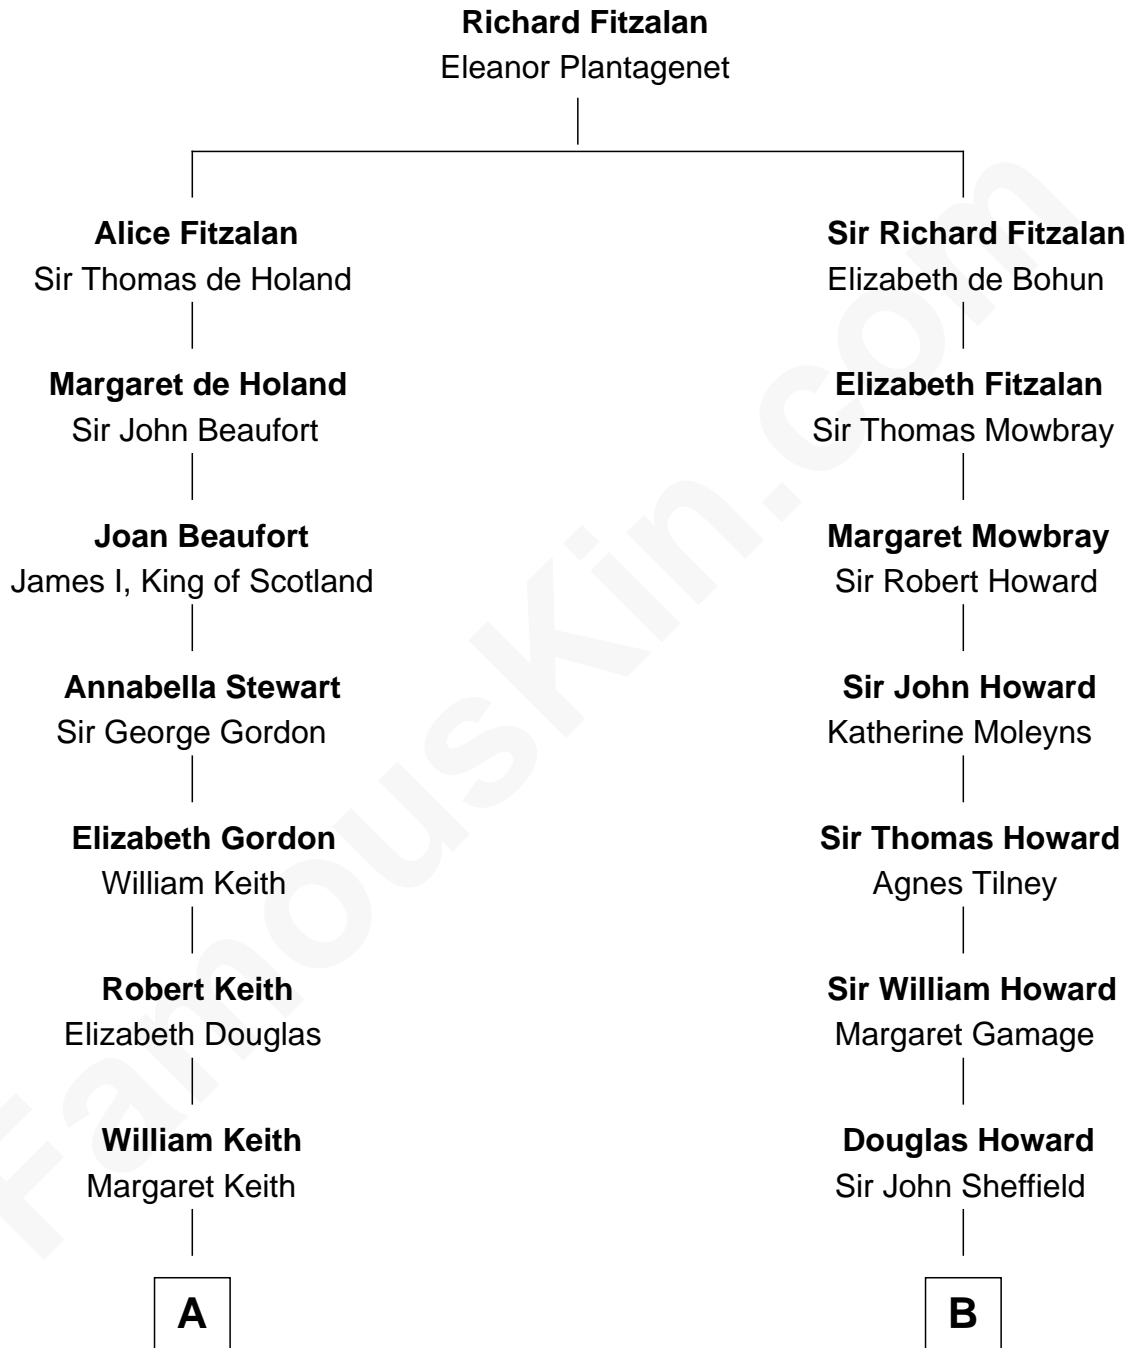 Richard Fitzalan
Eleanor Plantagenet
Alice Fitzalan
Sir Thomas de Holand
Sir Richard Fitzalan
Elizabeth de Bohun
Margaret de Holand
Sir John Beaufort
Elizabeth Fitzalan
Sir Thomas Mowbray
Joan Beaufort
James I, King of Scotland
Margaret Mowbray
Sir Robert Howard
Annabella Stewart
Sir George Gordon
Sir John Howard
Katherine Moleyns
Elizabeth Gordon
William Keith
Sir Thomas Howard
Agnes Tilney
Robert Keith
Elizabeth Douglas
Sir William Howard
Margaret Gamage
William Keith
Margaret Keith
Douglas Howard
Sir John Sheffield
A
B
FamousKin.com